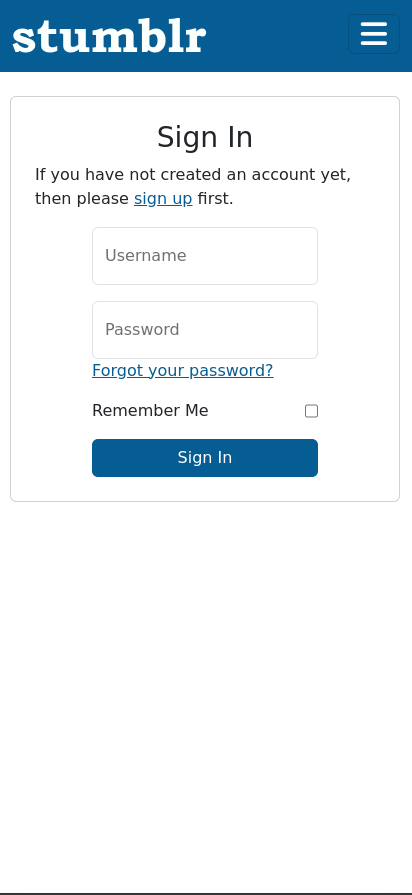 stumblr
Sign In
If you have not created an account yet,
then please sign up first.
Username
Password
Forgot your password?
Remember Me
Sign In